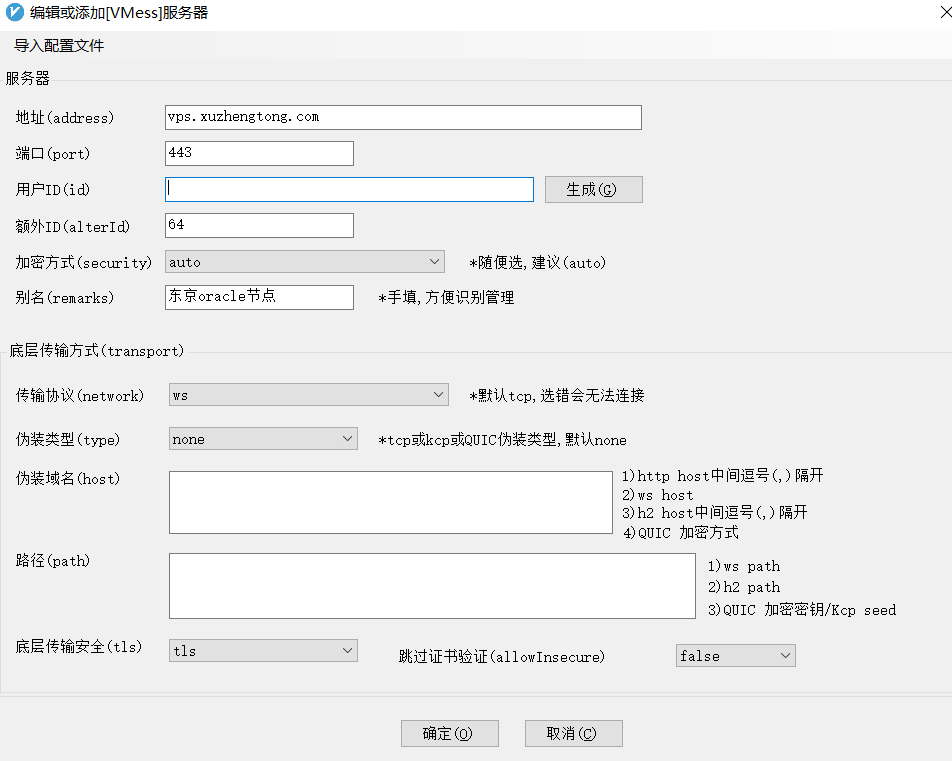 编辑或添加[VMess]服务器
导入配置文件
服务器
地址(address) vps.xuzhengtong.com
端口(port) 443
用户ID(id) 生成(G)
额外ID(alterId) 64
加密方式(security) auto *随便选,建议(auto)
别名(remarks) 东京oracle节点 *手填,方便识别管理
底层传输方式(transport)
传输协议(network) ws *默认tcp,选错会无法连接
伪装类型(type) none *tcp或kcp或QUIC伪装类型,默认none
伪装域名(host) 1)http host中间逗号(,)隔开
2)ws host
3)h2 host中间逗号(,)隔开
4)QUIC 加密方式
路径(path) 1)ws path
2)h2 path
3)QUIC 加密密钥/Kcp seed
底层传输安全(tls) tls 跳过证书验证(allowInsecure) false
确定(O) 取消(C)